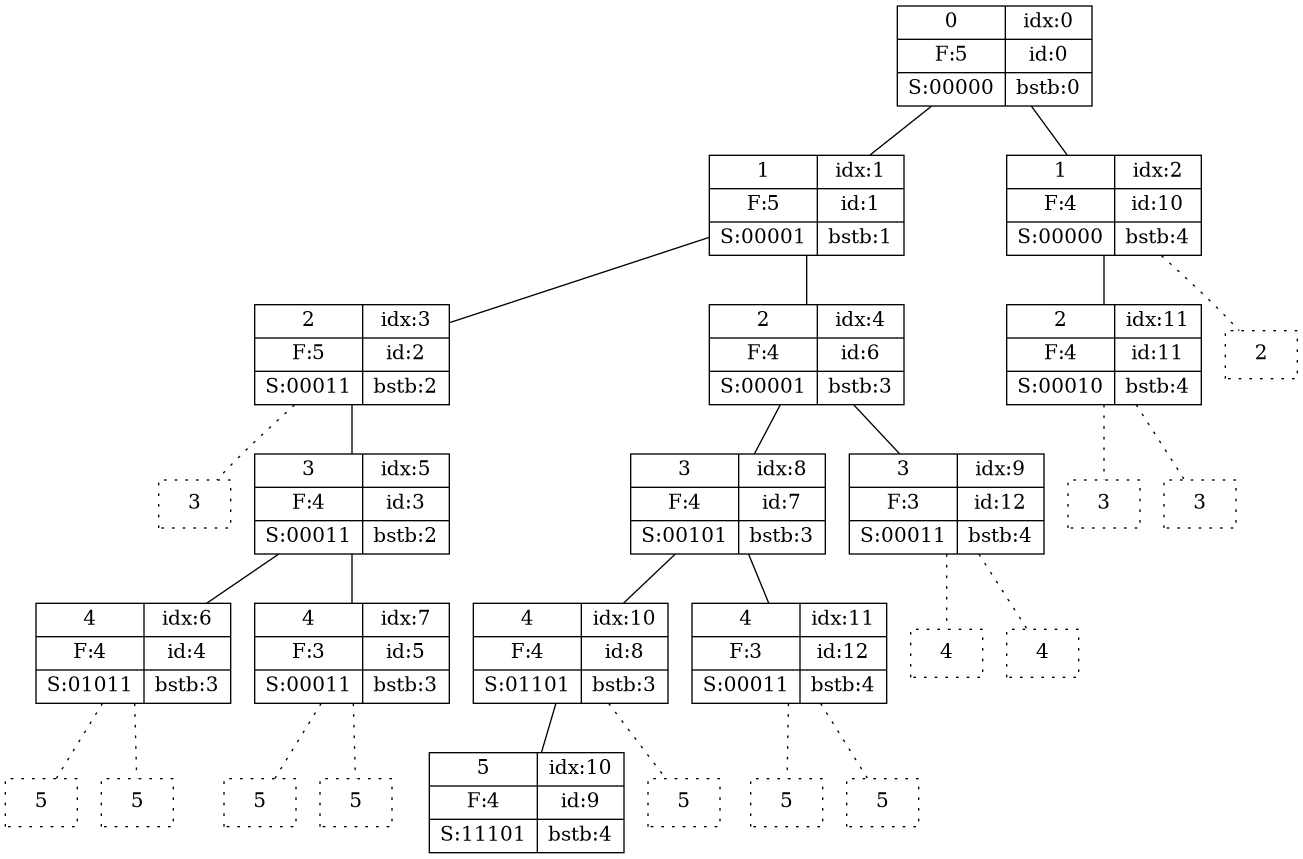 0 idx:0
F:5 id:0
S:00000 bstb:0
1 idx:1
F:5 id:1
S:00001 bstb:1
1 idx:2
F:4 id:10
S:00000 bstb:4
2 idx:3
F:5 id:2
S:00011 bstb:2
2 idx:4
F:4 id:6
S:00001 bstb:3
2 idx:11
F:4 id:11
S:00010 bstb:4
2
3
3 idx:5
F:4 id:3
S:00011 bstb:2
3 idx:8
F:4 id:7
S:00101 bstb:3
3 idx:9
F:3 id:12
S:00011 bstb:4
3
3
4 idx:6
F:4 id:4
S:01011 bstb:3
4 idx:7
F:3 id:5
S:00011 bstb:3
4 idx:10
F:4 id:8
S:01101 bstb:3
4 idx:11
F:3 id:12
S:00011 bstb:4
4
4
5
5
5
5
5 idx:10
F:4 id:9
S:11101 bstb:4
5
5
5